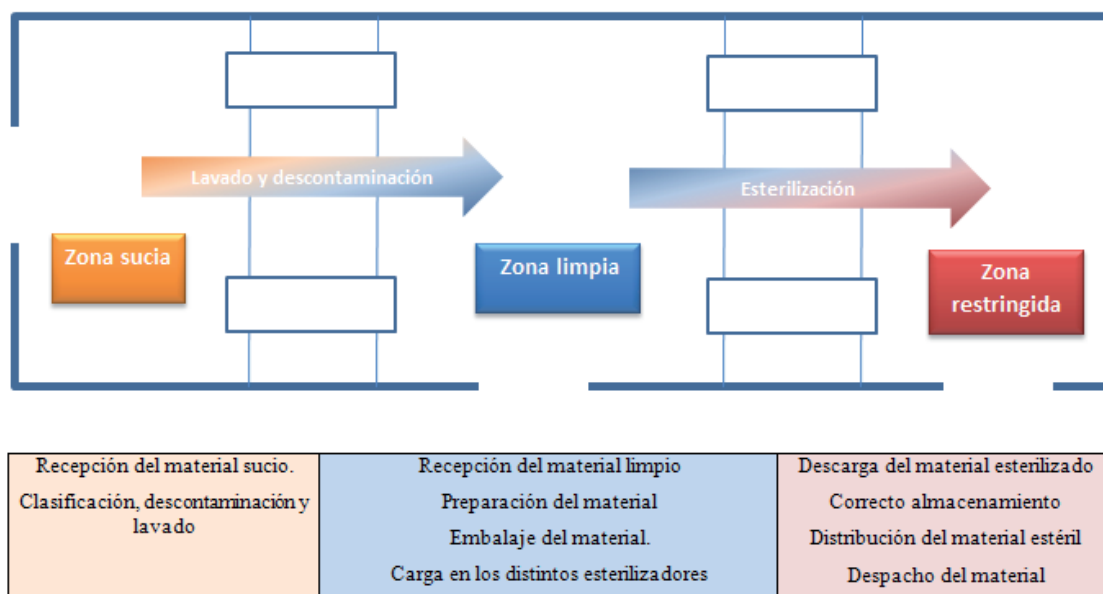 Lavado y descontaminación
Esterilización
Zona sucia
Zona limpia
Zona
restringida
Recepción del material sucio.
Clasificación, descontaminación y
lavado
Recepción del material limpio
Preparación del material
Embalaje del material.
Carga en los distintos esterilizadores
Descarga del material esterilizado
Correcto almacenamiento
Distribución del material estéril
Despacho del material